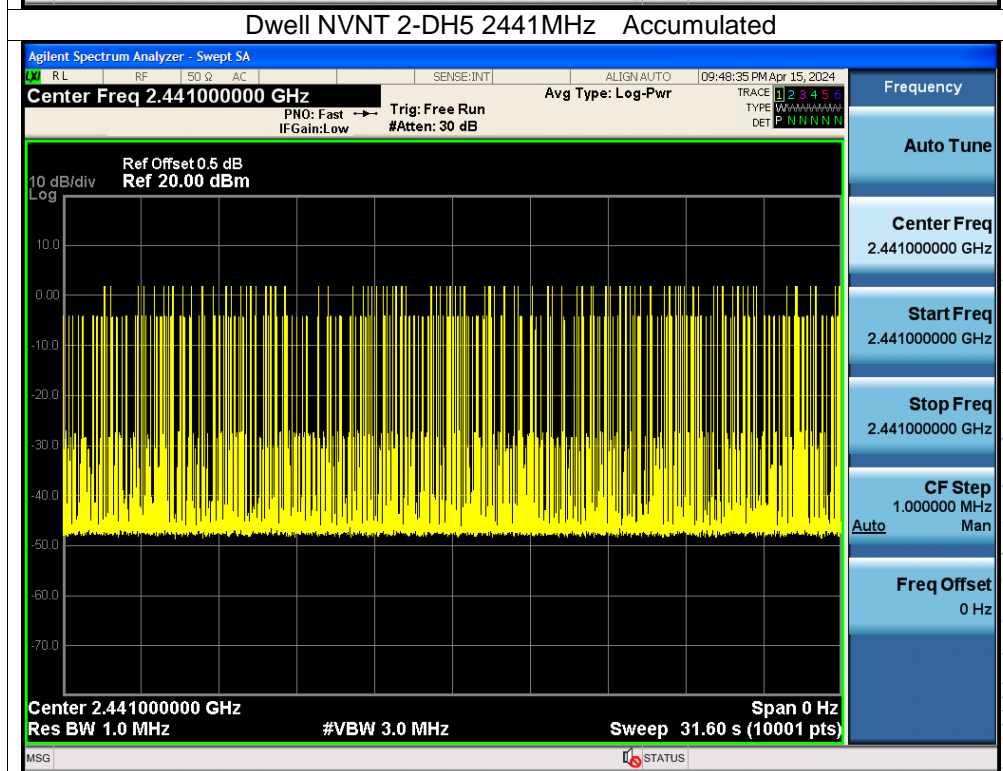 Dwell NVNT 2-DH5 2441MHz Accumulated
Agilent Spectrum Analyzer - Swept SA
LXI RL RF 50 Ω AC SENSE:INT ALIGN AUTO 09:48:35 PM Apr 15, 2024
Center Freq 2.441000000 GHz
PNO: Fast
IFGain:Low
Trig: Free Run
#Atten: 30 dB
Avg Type: Log-Pwr
TRACE 1 2 3 4 5 6
TYPE W
DET P N N N N N
Ref Offset 0.5 dB
10 dB/div Ref 20.00 dBm
Log
10.0
0.00
-10.0
-20.0
-30.0
-40.0
-50.0
-60.0
-70.0
Center 2.441000000 GHz Span 0 Hz
Res BW 1.0 MHz #VBW 3.0 MHz Sweep 31.60 s (10001 pts)
MSG STATUS
Frequency
Auto Tune
Center Freq
2.441000000 GHz
Start Freq
2.441000000 GHz
Stop Freq
2.441000000 GHz
CF Step
1.000000 MHz
Auto Man
Freq Offset
0 Hz